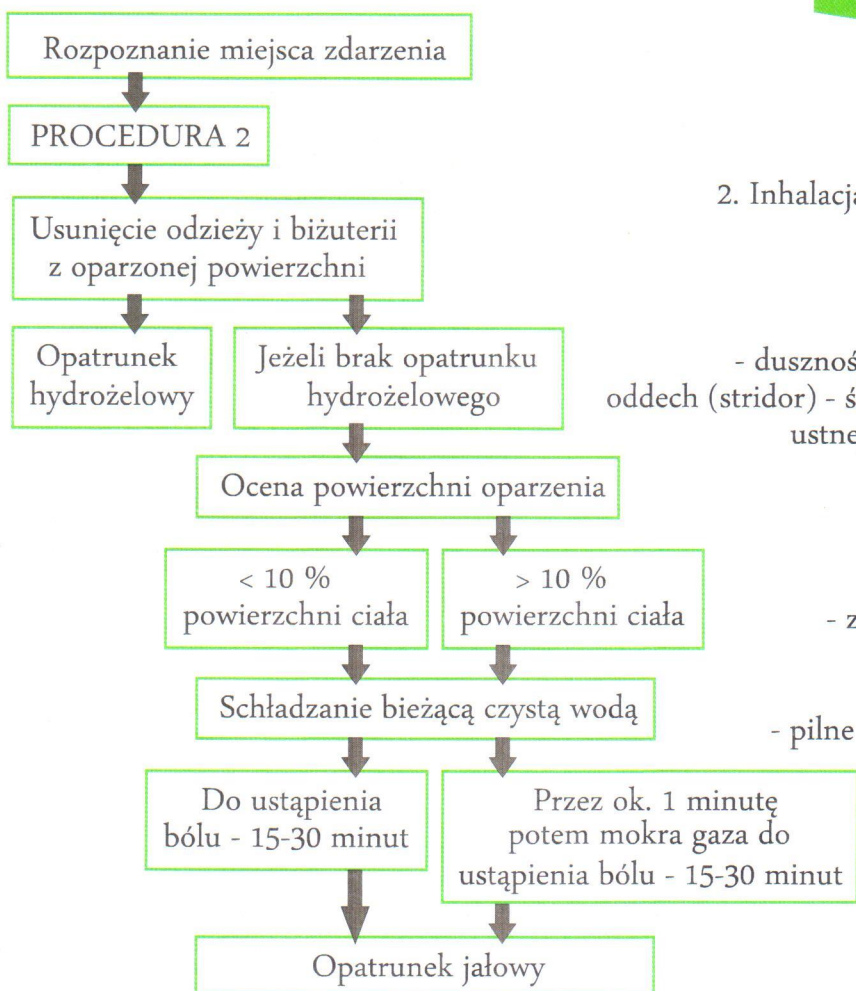 Rozpoznanie miejsca zdarzenia
PROCEDURA 2
Usunięcie odzieży i biżuterii
z oparzonej powierzchni
Opatrunek
hydrożelowy
Jeżeli brak opatrunku
hydrożelowego
Ocena powierzchni oparzenia
< 10 %
powierzchni ciała
> 10 %
powierzchni ciała
Schładzanie bieżącą czystą wodą
Do ustąpienia
bólu - 15-30 minut
Przez ok. 1 minutę
potem mokra gaza do
ustąpienia bólu - 15-30 minut
Opatrunek jałowy
2. Inhalacja
- dusznoś
oddech (stridor) - ś
ustne
- z
- pilne